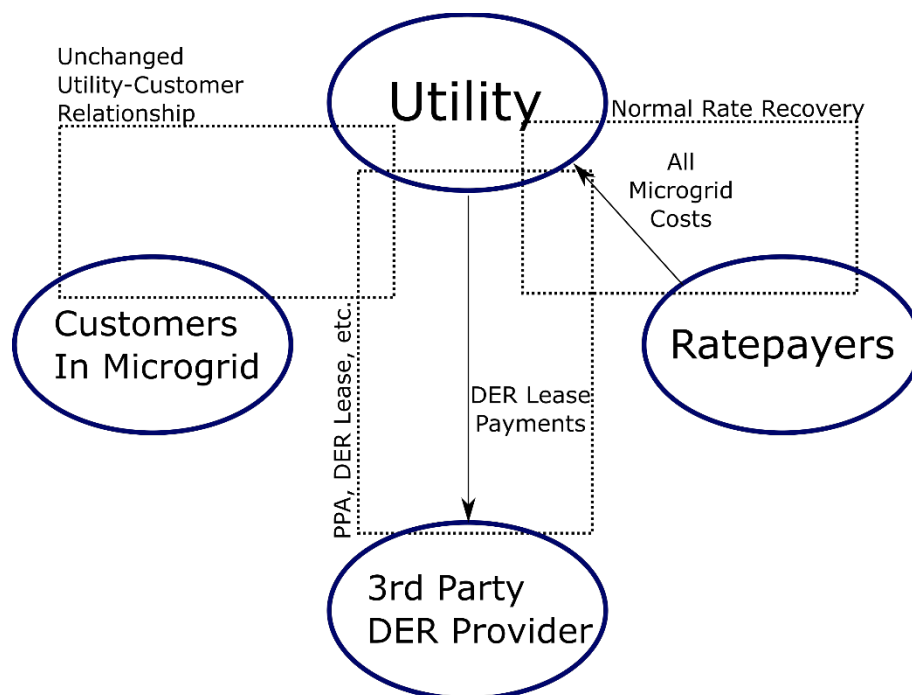 Unchanged
Utility-Customer
Relationship
Utility
Normal Rate Recovery
All
Microgrid
Costs
Customers
In Microgrid
PPA, DER Lease, etc.
DER Lease
Payments
Ratepayers
3rd Party
DER Provider